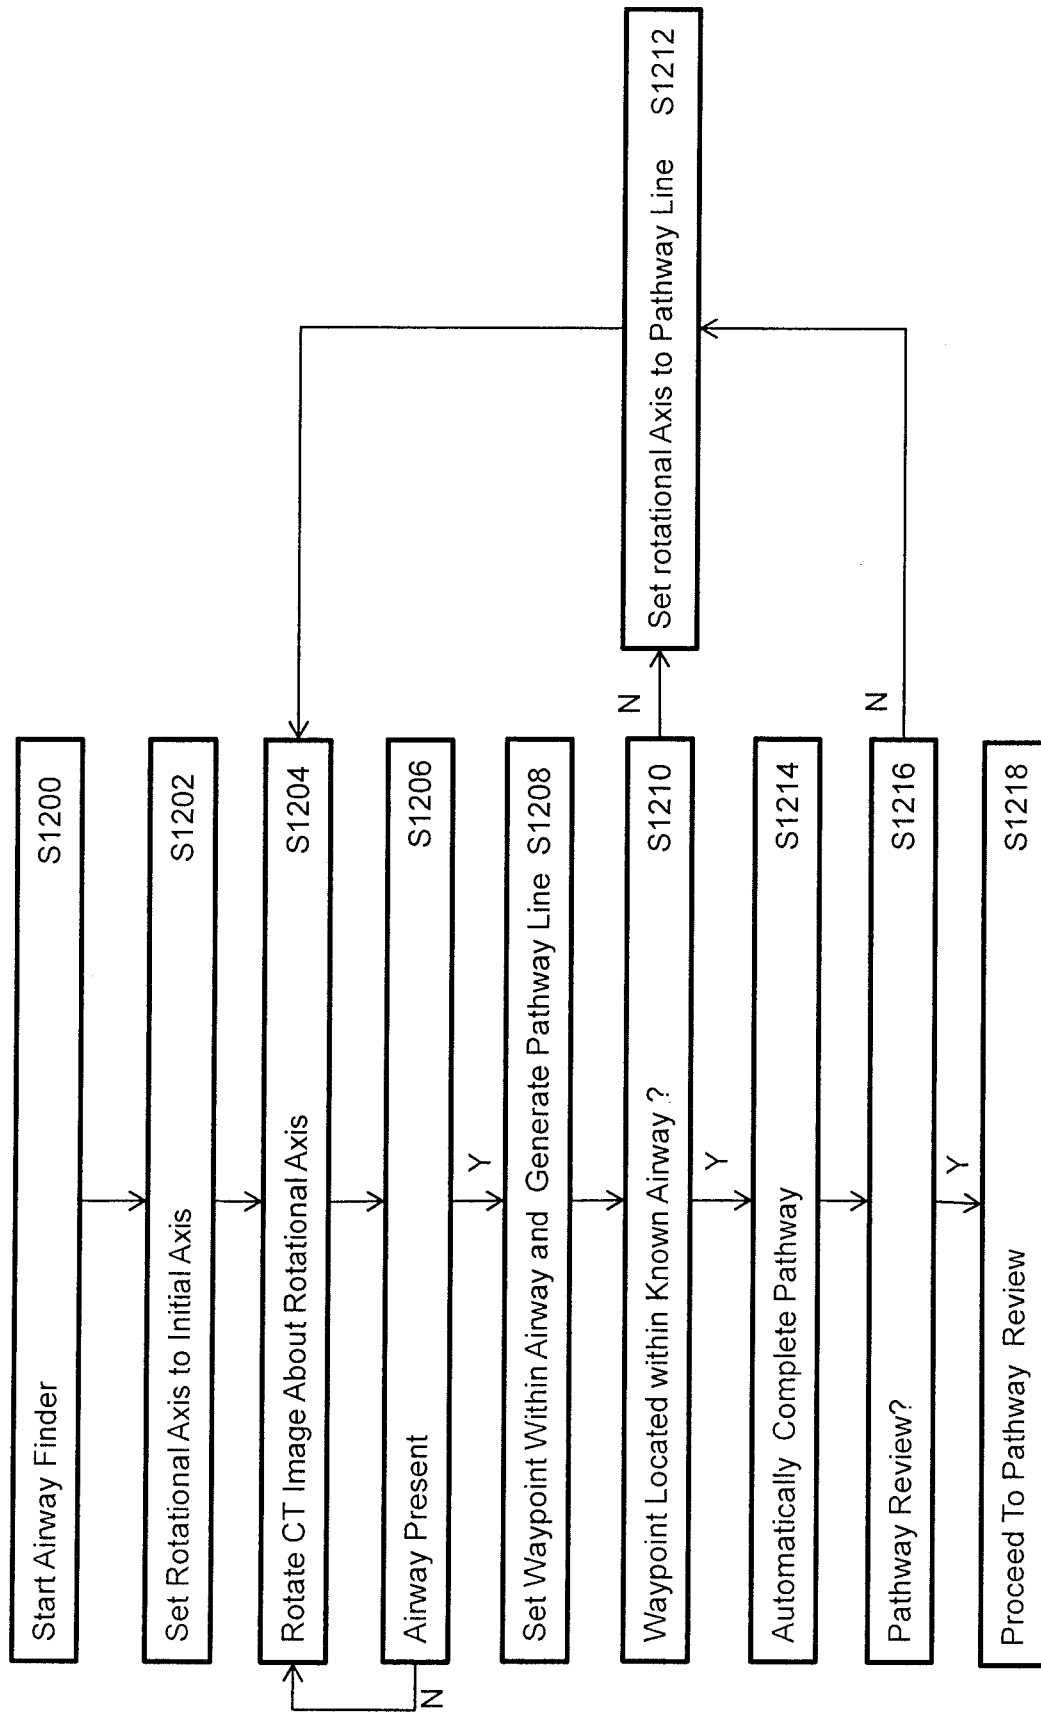 Start Airway Finder S1200
Set Rotational Axis to Initial Axis S1202
Rotate CT Image About Rotational Axis S1204
Airway Present S1206
N
Y
Set Waypoint Within Airway and Generate Pathway Line S1208
Waypoint Located within Known Airway ? S1210
N
Set rotational Axis to Pathway Line S1212
Y
Automatically Complete Pathway S1214
Pathway Review? S1216
N
Y
Proceed To Pathway Review S1218